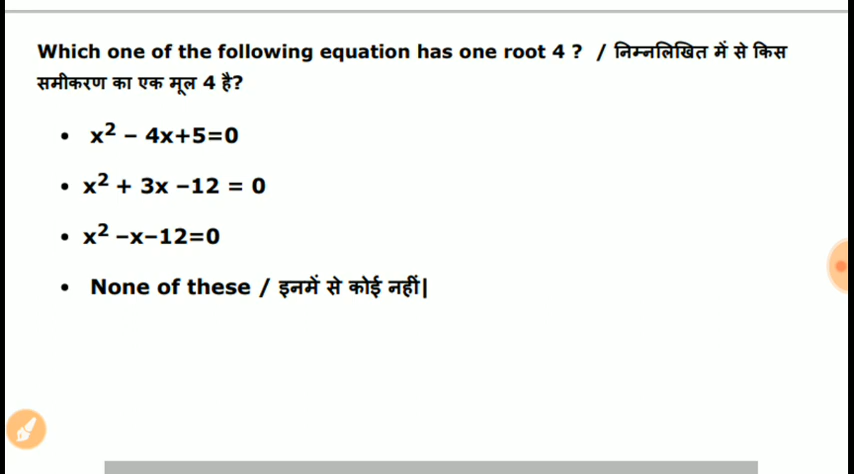 Which one of the following equation has one root 4 ? / निम्नलिखित में से किस
समीकरण का एक मूल 4 है?
• x² – 4x+5=0
• x² + 3x –12 = 0
• x² –x–12=0
• None of these / इनमें से कोई नहीं|